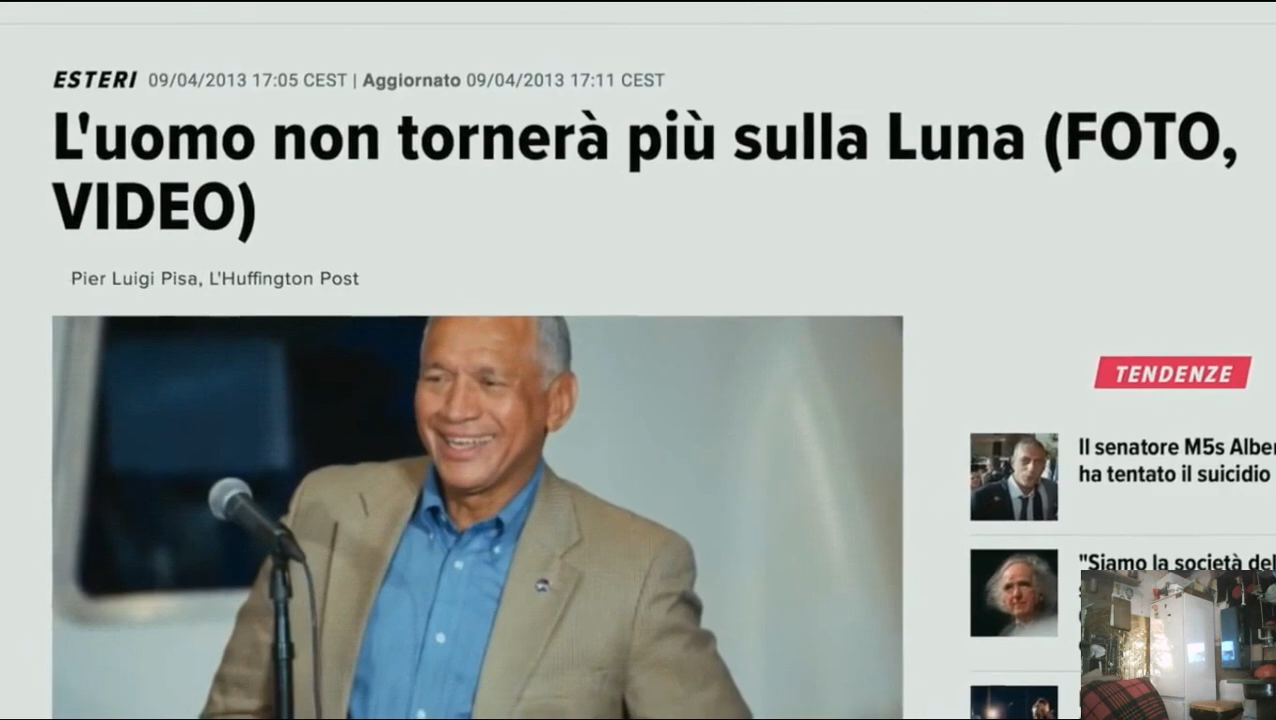 ESTERI 09/04/2013 17:05 CEST | Aggiornato 09/04/2013 17:11 CEST
L'uomo non tornerà più sulla Luna (FOTO,
VIDEO)
Pier Luigi Pisa, L'Huffington Post
TENDENZE
Il senatore M5s
ha tentato il suicidio
"Siamo la società